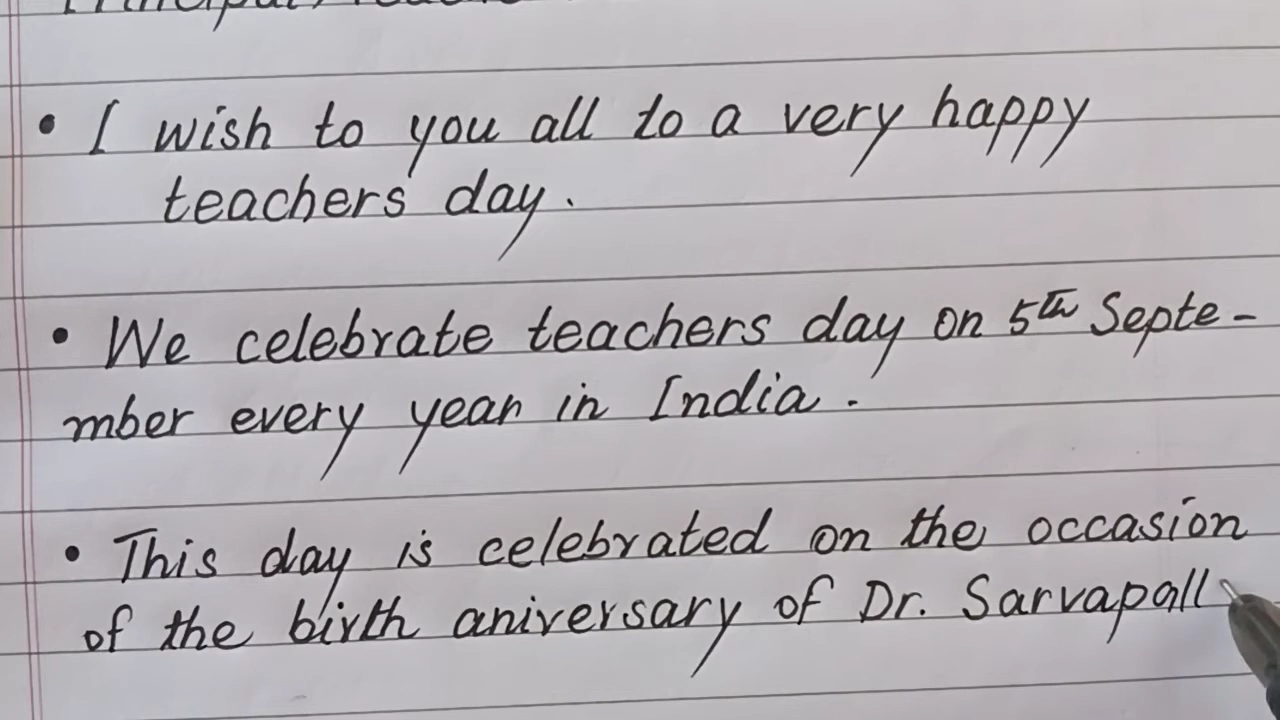 • I wish to you all to a very happy
teachers day.
• We celebrate teachers day on 5th Septe-
mber every year in India.
• This day is celebrated on the occasion
of the birth aniversary of Dr. Sarvapall